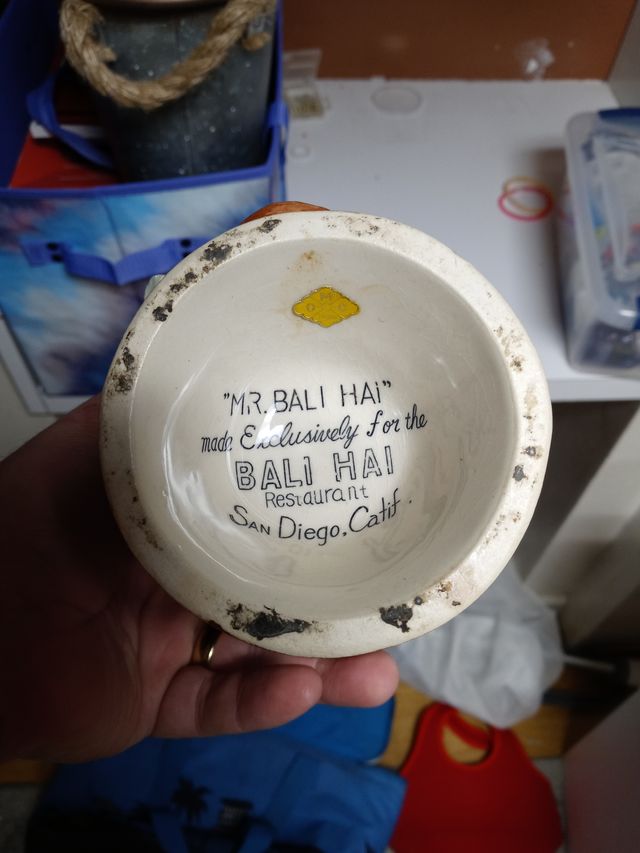 "MR. BALI HAi"
made Exclusively for the
BALI HAI
Restaurant
SAN DiEGO, Calif.